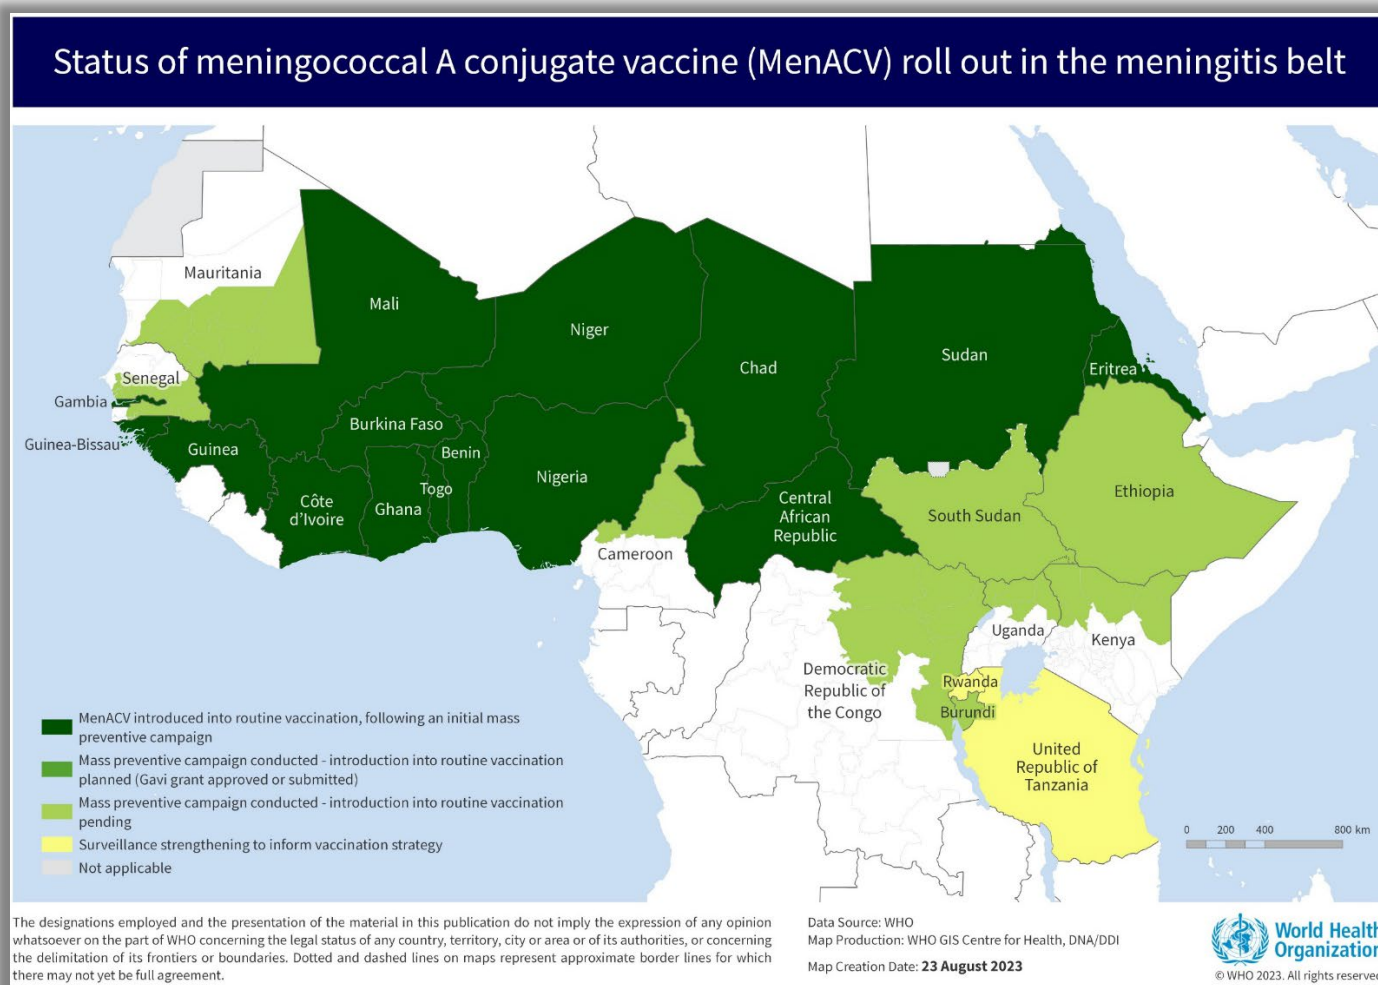 Status of meningococcal A conjugate vaccine (MenACV) roll out in the meningitis belt
Mauritania
Mali
Niger
Chad
Sudan
Eritrea
Senegal
Gambia
Guinea-Bissau
Guinea
Burkina Faso
Benin
Togo
Ghana
Côte
d'Ivoire
Nigeria
Cameroon
Central
African
Republic
South Sudan
Ethiopia
Uganda
Kenya
Democratic
Republic of
the Congo
Rwanda
Burundi
United
Republic of
Tanzania
MenACV introduced into routine vaccination, following an initial mass
preventive campaign
Mass preventive campaign conducted - introduction into routine vaccination
planned (Gavi grant approved or submitted)
Mass preventive campaign conducted - introduction into routine vaccination
pending
Surveillance strengthening to inform vaccination strategy
Not applicable
0 200 400 800 km
The designations employed and the presentation of the material in this publication do not imply the expression of any opinion
whatsoever on the part of WHO concerning the legal status of any country, territory, city or area or of its authorities, or concerning
the delimitation of its frontiers or boundaries. Dotted and dashed lines on maps represent approximate border lines for which
there may not yet be full agreement.
Data Source: WHO
Map Production: WHO GIS Centre for Health, DNA/DDI
Map Creation Date: 23 August 2023
World Health
Organization
© WHO 2023. All rights reserved